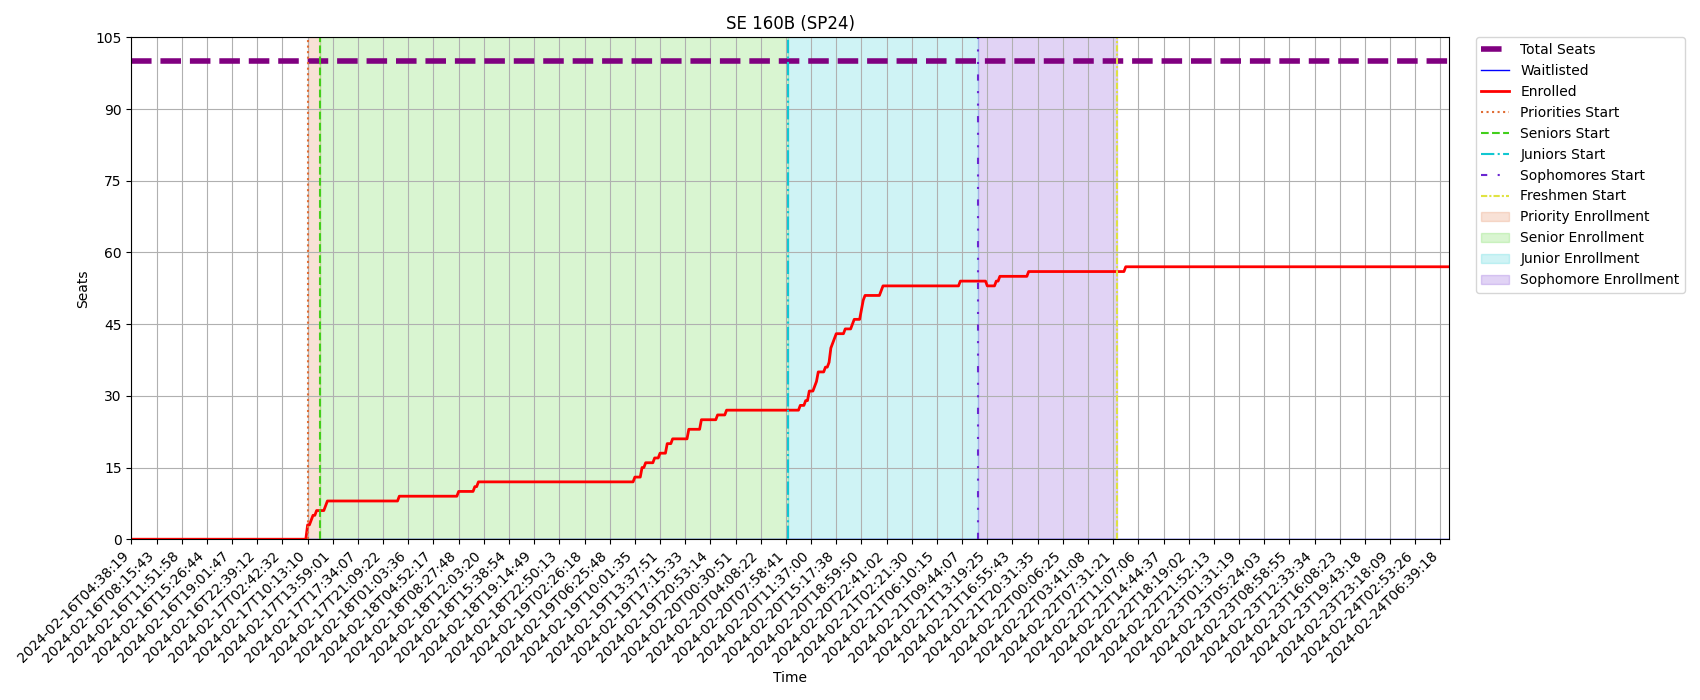 SE 160B (SP24)
105
90
75
60
45
30
15
0
Seats
2024-02-16T04:38:19
2024-02-16T08:15:43
2024-02-16T11:51:58
2024-02-16T15:26:44
2024-02-16T19:01:47
2024-02-16T22:39:12
2024-02-17T02:42:32
2024-02-17T10:13:10
2024-02-17T13:59:01
2024-02-17T17:34:07
2024-02-17T21:09:22
2024-02-18T01:03:36
2024-02-18T04:52:17
2024-02-18T08:27:48
2024-02-18T12:03:20
2024-02-18T15:38:54
2024-02-18T19:14:49
2024-02-18T22:50:13
2024-02-19T02:26:18
2024-02-19T06:25:48
2024-02-19T10:01:35
2024-02-19T13:37:51
2024-02-19T17:15:33
2024-02-19T20:53:14
2024-02-20T00:30:51
2024-02-20T04:08:22
2024-02-20T07:58:41
2024-02-20T11:37:00
2024-02-20T15:17:38
2024-02-20T18:59:50
2024-02-20T22:41:02
2024-02-21T02:21:30
2024-02-21T06:10:15
2024-02-21T09:44:07
2024-02-21T13:19:25
2024-02-21T16:55:43
2024-02-21T20:31:35
2024-02-22T00:06:25
2024-02-22T03:41:08
2024-02-22T07:31:21
2024-02-22T11:07:06
2024-02-22T14:44:37
2024-02-22T18:19:02
2024-02-22T21:52:13
2024-02-23T01:31:19
2024-02-23T05:24:03
2024-02-23T08:58:55
2024-02-23T12:33:34
2024-02-23T16:08:23
2024-02-23T19:43:18
2024-02-23T23:18:09
2024-02-24T02:53:26
2024-02-24T06:39:18
Time
Total Seats
Waitlisted
Enrolled
Priorities Start
Seniors Start
Juniors Start
Sophomores Start
Freshmen Start
Priority Enrollment
Senior Enrollment
Junior Enrollment
Sophomore Enrollment